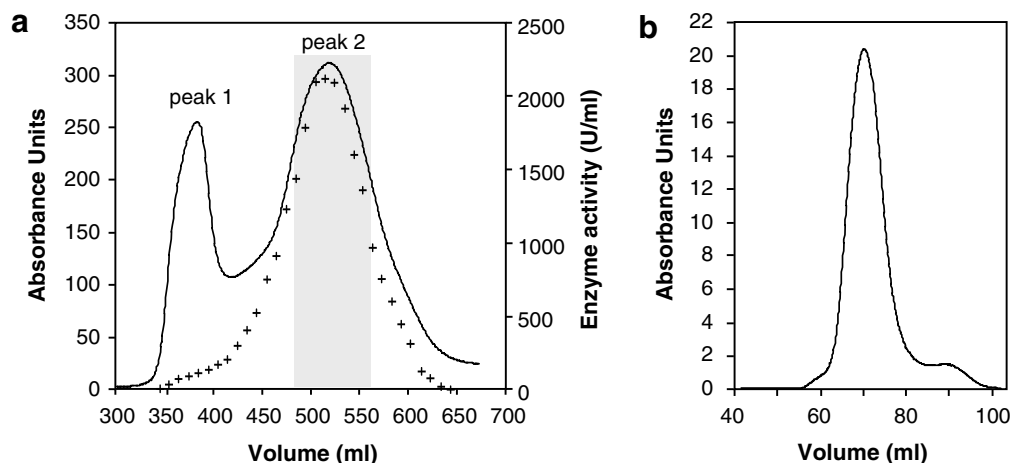 a
350
300
250
200
150
100
50
0
Absorbance Units
peak 1
peak 2
2500
2000
1500
1000
500
0
Enzyme activity (U/ml)
300 350 400 450 500 550 600 650 700
Volume (ml)
b
22
20
18
16
14
12
10
8
6
4
2
0
Absorbance Units
40 60 80 100
Volume (ml)